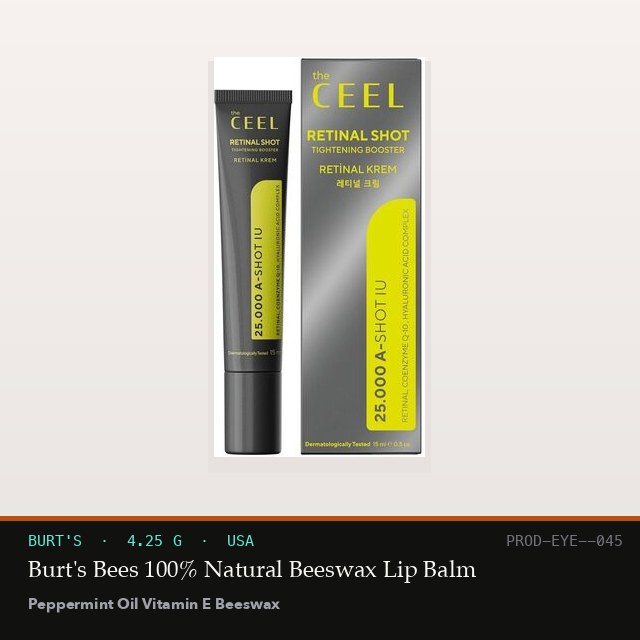 the
CEEL
RETINAL SHOT
TIGHTENING BOOSTER
RETINAL KREM
25.000 A-SHOT IU
RETINAL, COENZYME Q-10, HYALURONIC ACID COMPLEX
Dermatologically Tested 15 m
the
CEEL
RETINAL SHOT
TIGHTENING BOOSTER
RETİNAL KREM
레티널 크림
25.000 A-SHOT IU
RETINAL, COENZYME Q-10, HYALURONIC ACID COMPLEX
Dermatologically Tested 15 ml ℮ 0.5 fl oz.
BURT'S · 4.25 G · USA
PROD-EYE--045
Burt's Bees 100% Natural Beeswax Lip Balm
Peppermint Oil Vitamin E Beeswax